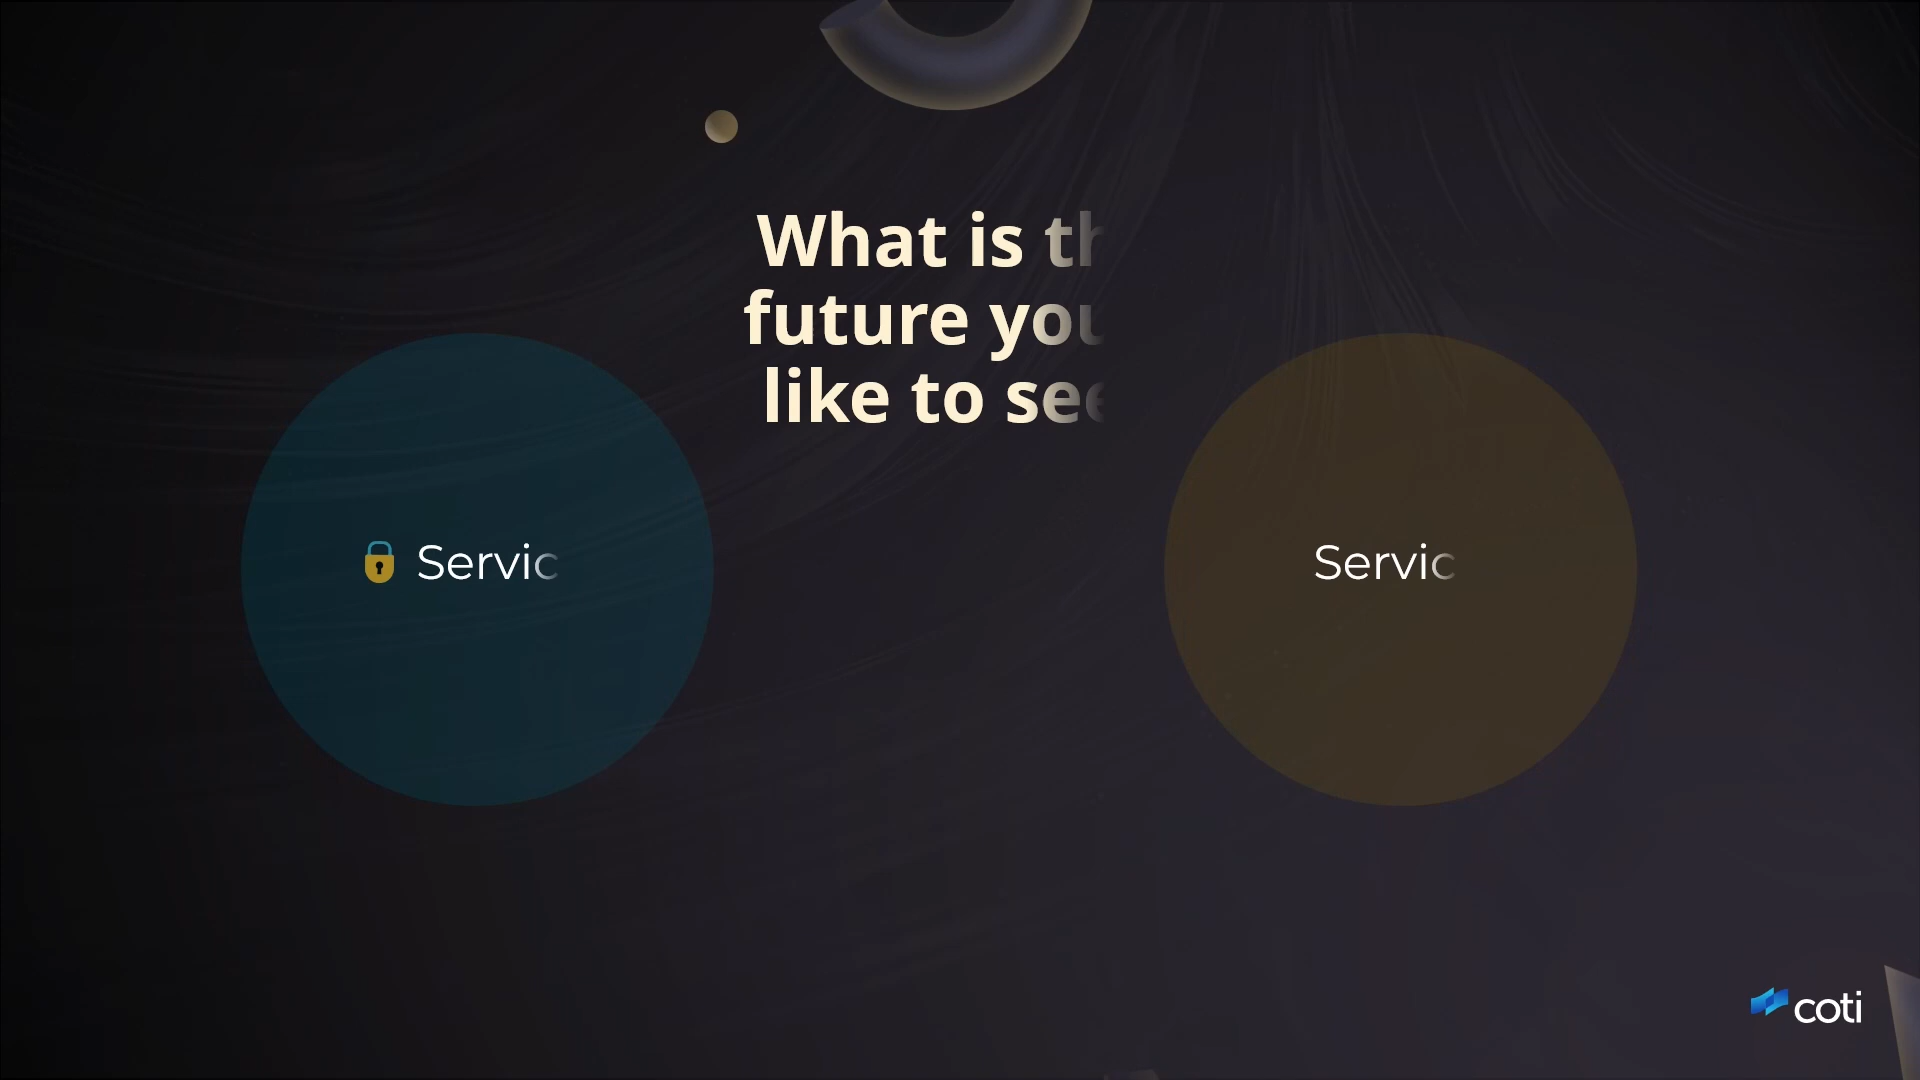 What is th
future you
like to see
Servic
Servic
coti